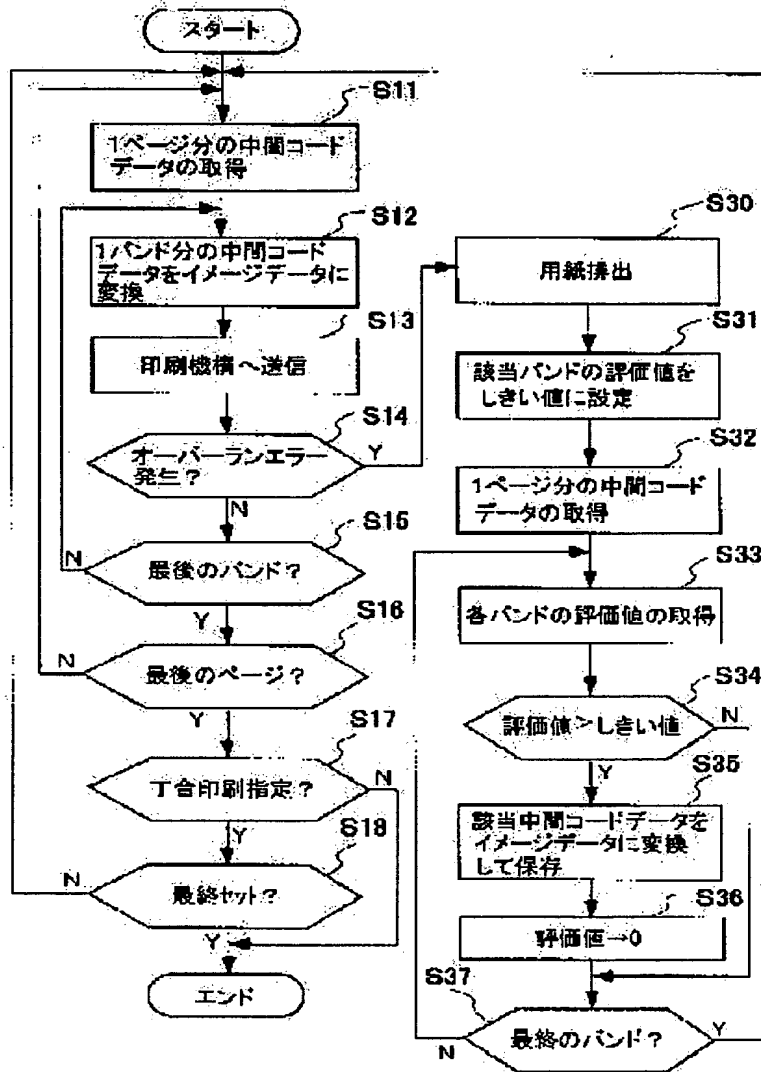 スタート
S11
1ページ分の中間コード
データの取得
S12
1バンド分の中間コード
データをイメージデータに
変換
S13
印刷機構へ送信
S14
オーバーランエラー
発生?
Y
N
S15
最後のバンド?
N
Y
S16
最後のページ?
N
Y
S17
丁合印刷指定?
N
Y
S18
最終セット?
N
Y
エンド
S30
用紙排出
S31
該当バンドの評価値を
しきい値に設定
S32
1ページ分の中間コード
データの取得
S33
各バンドの評価値の取得
S34
評価値≧しきい値
N
Y
S35
該当中間コードデータを
イメージデータに変換
して保存
S36
評価値→0
S37
最終のバンド?
N
Y